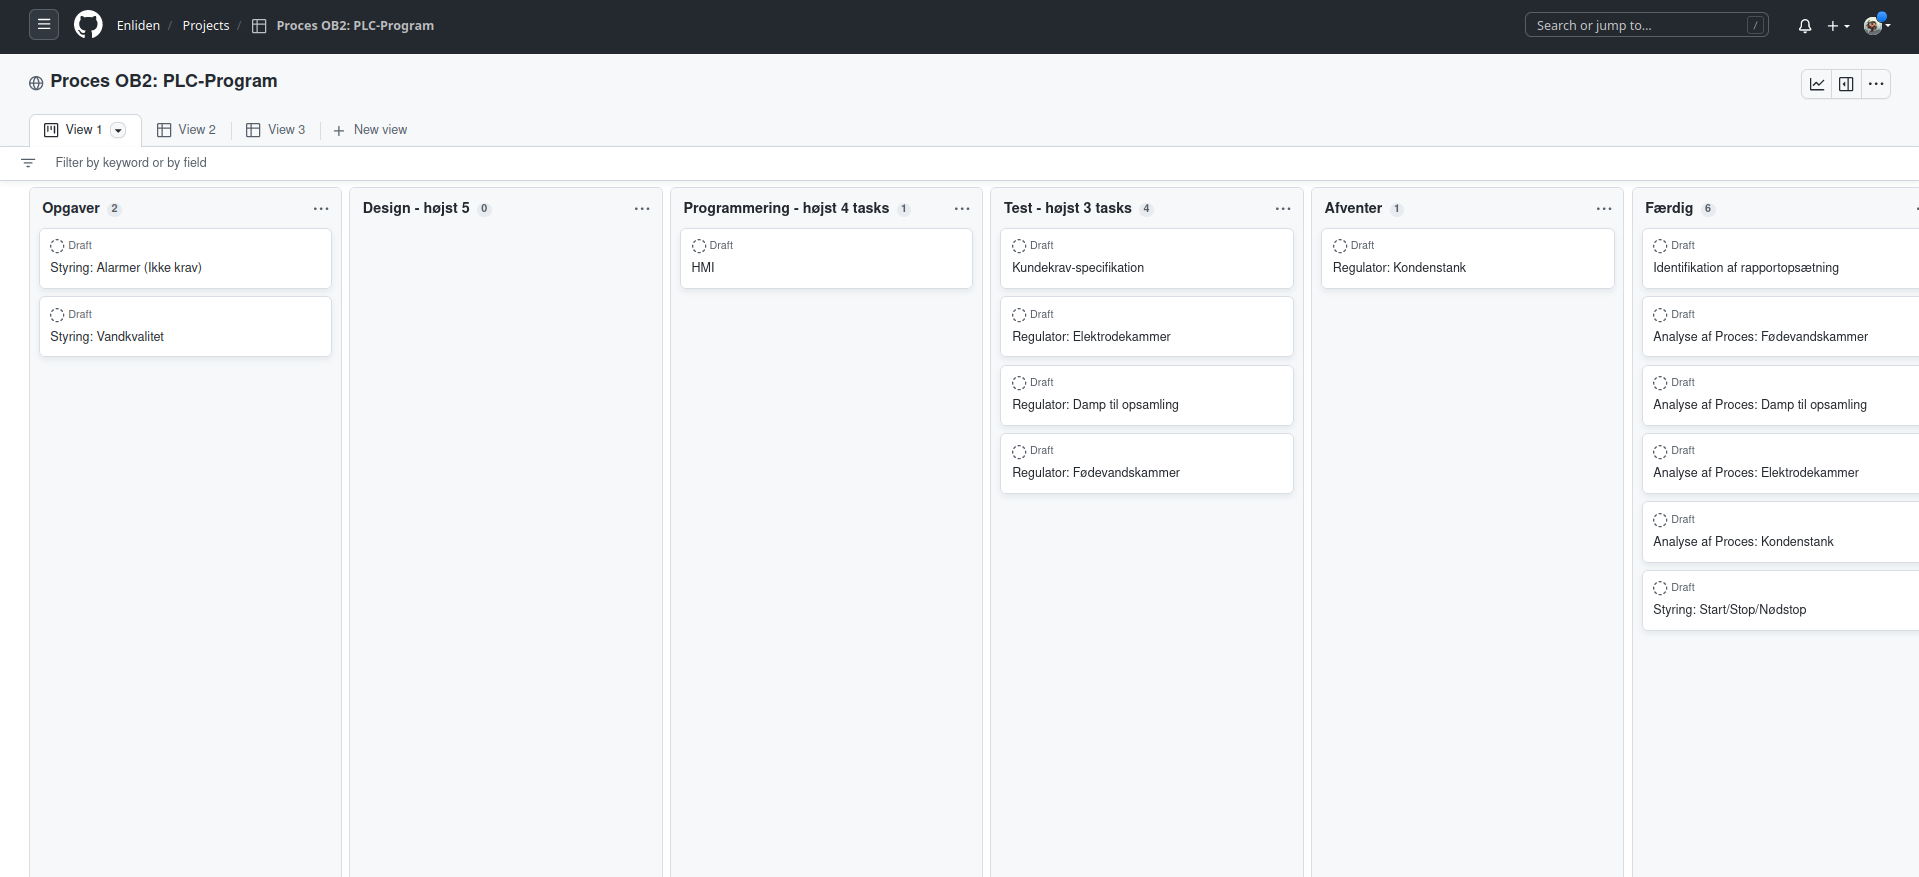 Enliden / Projects / Proces OB2: PLC-Program
Search or jump to... /
Proces OB2: PLC-Program
View 1 View 2 View 3 New view
Filter by keyword or by field
Opgaver 2
Draft
Styring: Alarmer (Ikke krav)
Draft
Styring: Vandkvalitet
Design - højst 5 0
Programmering - højst 4 tasks 1
Draft
HMI
Test - højst 3 tasks 4
Draft
Kundekrav-specifikation
Draft
Regulator: Elektrodekammer
Draft
Regulator: Damp til opsamling
Draft
Regulator: Fødevandskammer
Afventer 1
Draft
Regulator: Kondenstank
Færdig 6
Draft
Identifikation af rapportopsætning
Draft
Analyse af Proces: Fødevandskammer
Draft
Analyse af Proces: Damp til opsamling
Draft
Analyse af Proces: Elektrodekammer
Draft
Analyse af Proces: Kondenstank
Draft
Styring: Start/Stop/Nødstop